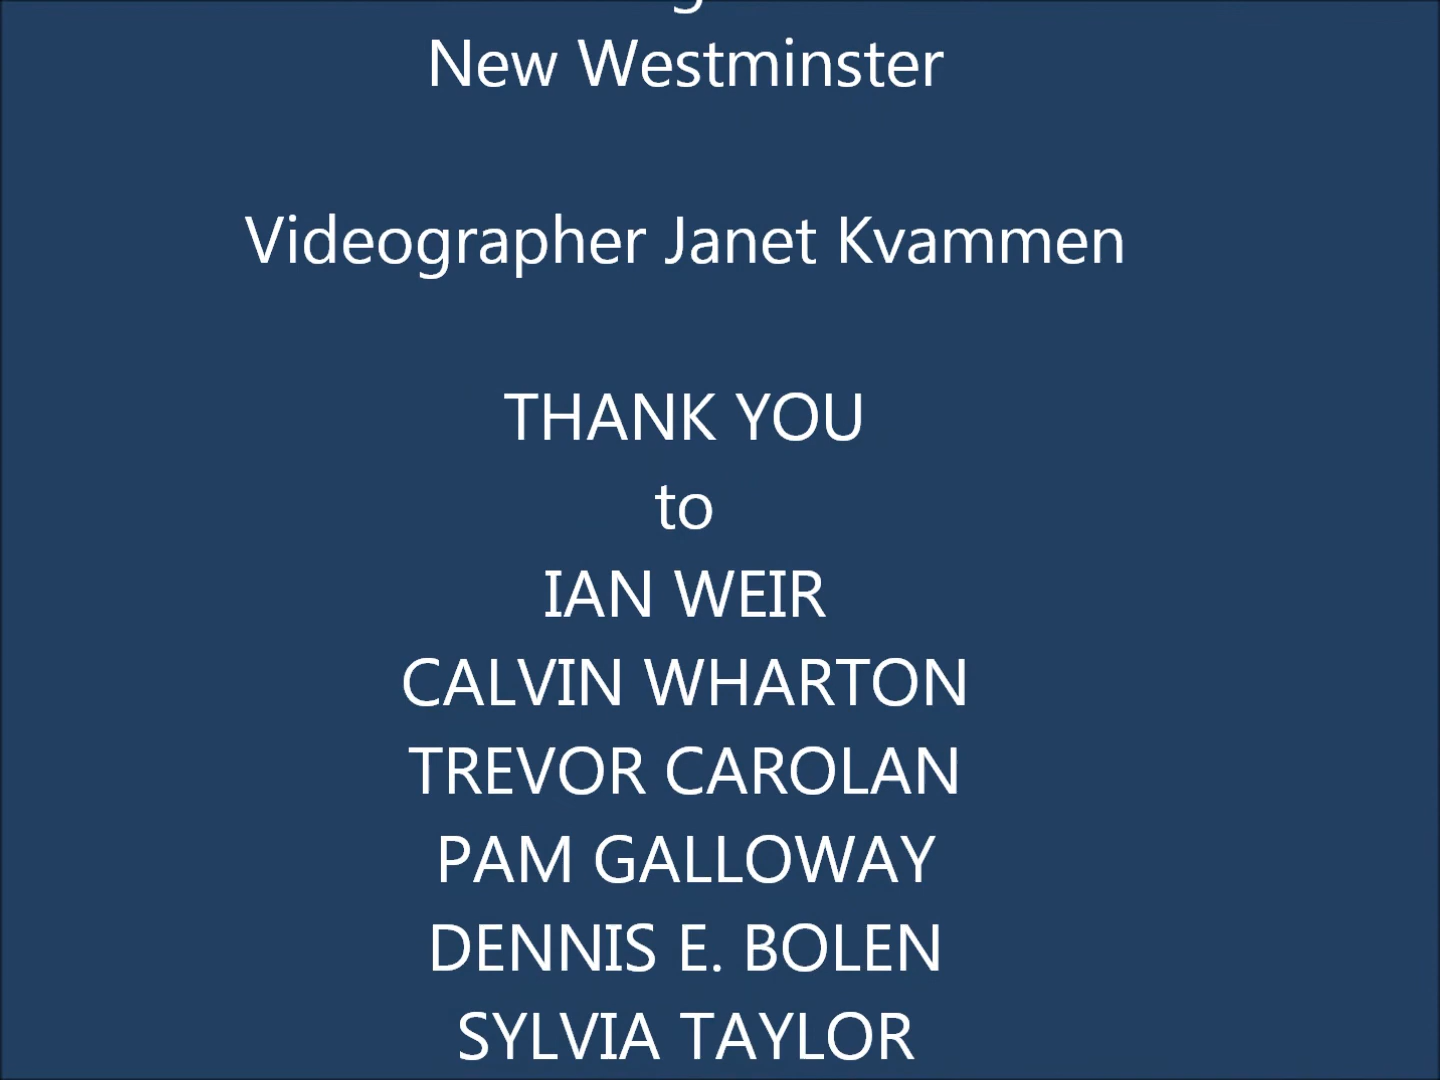 New Westminster
Videographer Janet Kvammen
THANK YOU
to
IAN WEIR
CALVIN WHARTON
TREVOR CAROLAN
PAM GALLOWAY
DENNIS E. BOLEN
SYLVIA TAYLOR